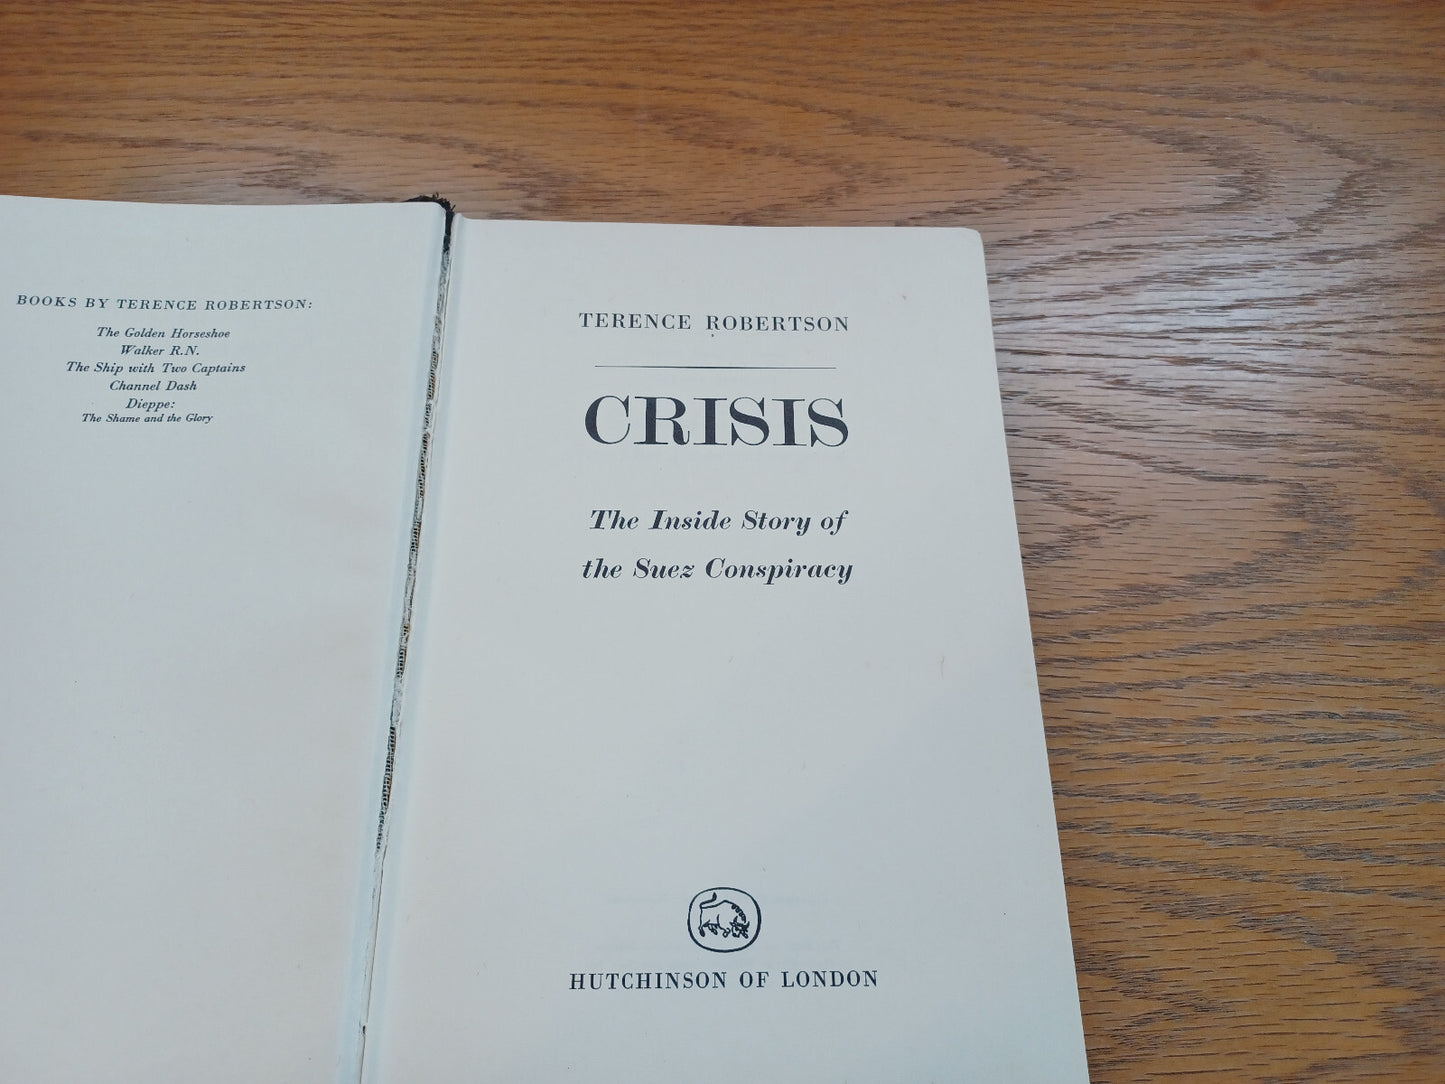 BOOKS BY TERENCE ROBERTSON:
The Golden Horseshoe
Walker R.N.
The Ship with Two Captains
Channel Dash
Dieppe:
The Shame and the Glory
TERENCE ROBERTSON
CRISIS
The Inside Story of
the Suez Conspiracy
HUTCHINSON OF LONDON